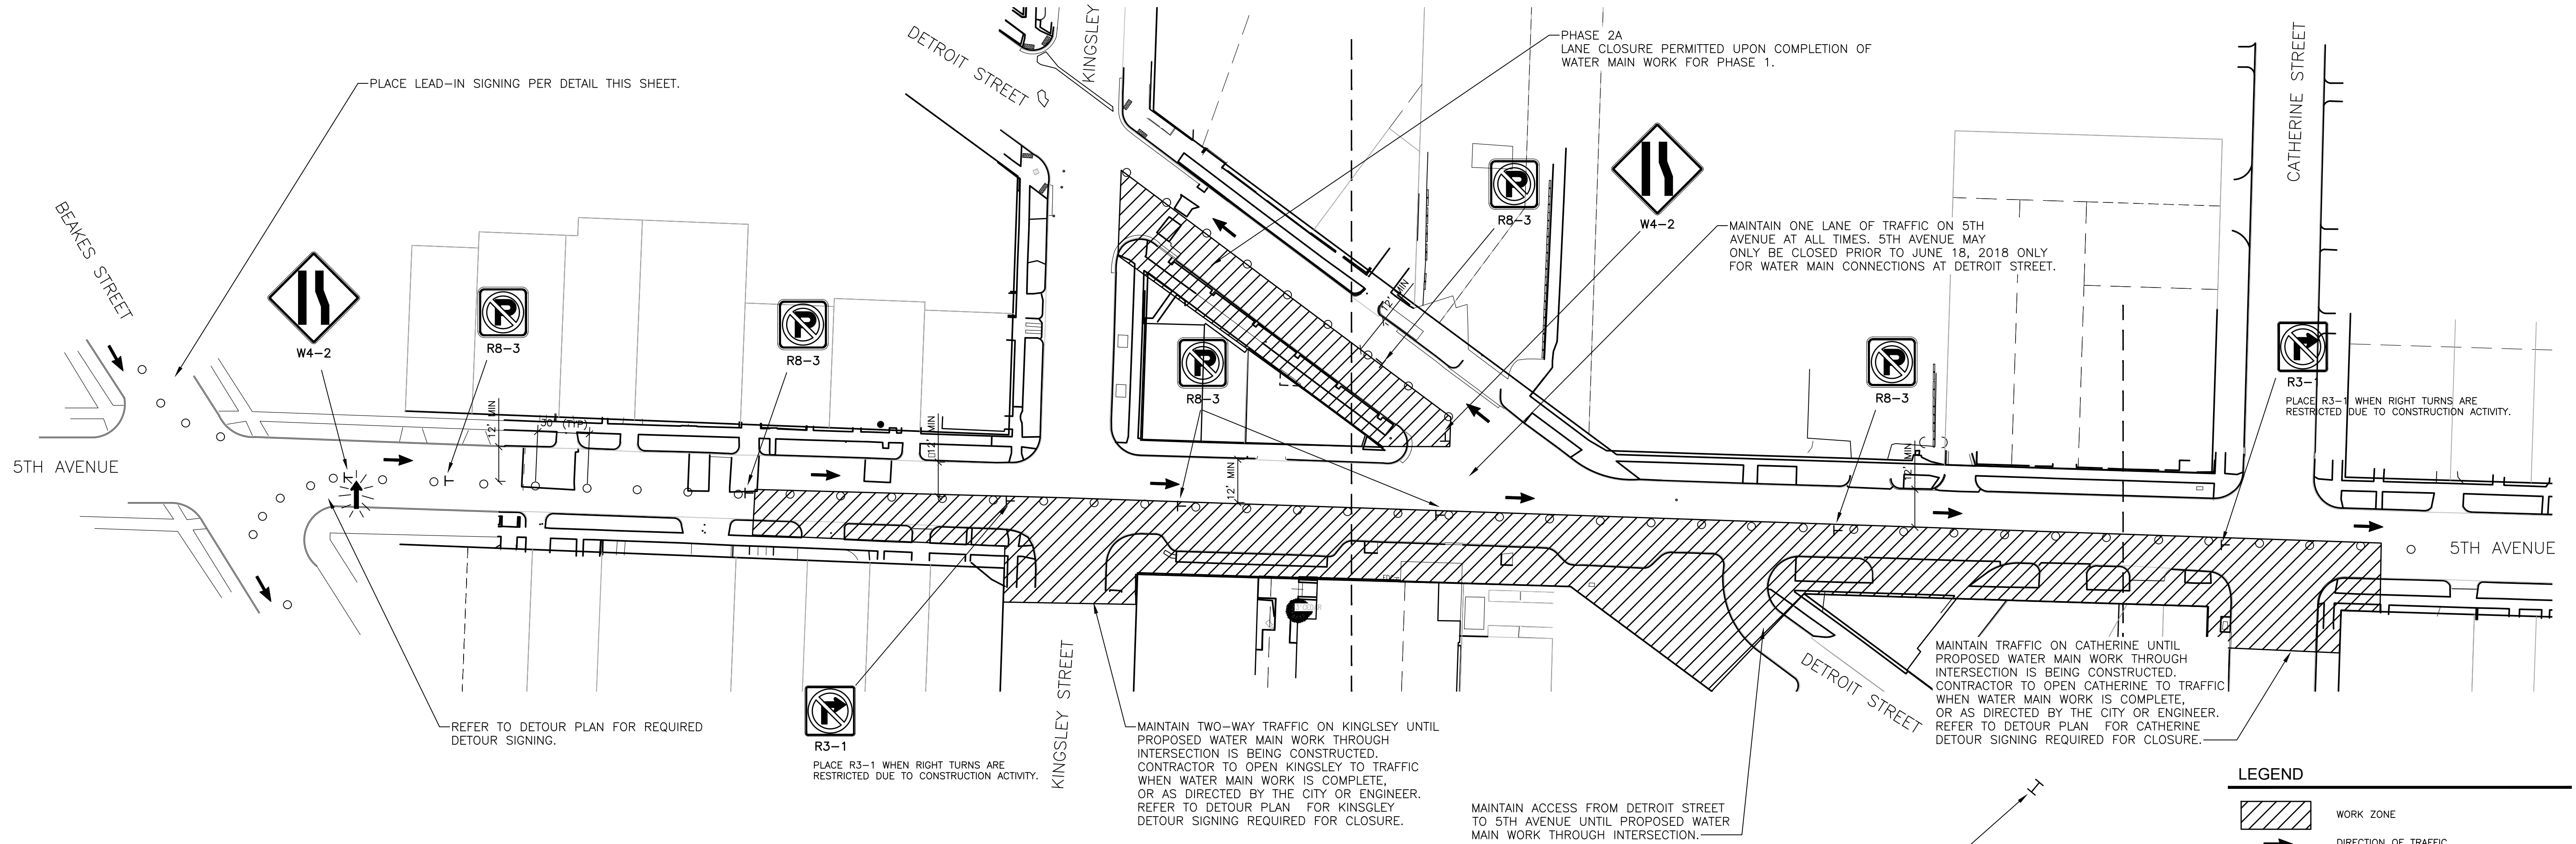 PLACE LEAD-IN SIGNING PER DETAIL THIS SHEET.
DETROIT STREET
KINGSLEY
PHASE 2A
LANE CLOSURE PERMITTED UPON COMPLETION OF
WATER MAIN WORK FOR PHASE 1.
CATHERINE STREET
BEAKES STREET
W4-2
P
R8-3
P
R8-3
P
R8-3
P
R8-3
W4-2
MAINTAIN ONE LANE OF TRAFFIC ON 5TH
AVENUE AT ALL TIMES. 5TH AVENUE MAY
ONLY BE CLOSED PRIOR TO JUNE 18, 2018 ONLY
FOR WATER MAIN CONNECTIONS AT DETROIT STREET.
P
R8-3
R3-1
PLACE R3-1 WHEN RIGHT TURNS ARE
RESTRICTED DUE TO CONSTRUCTION ACTIVITY.
12' MIN
30' (TYP)
12' MIN
12' MIN
12' MIN
5TH AVENUE
5TH AVENUE
REFER TO DETOUR PLAN FOR REQUIRED
DETOUR SIGNING.
R3-1
PLACE R3-1 WHEN RIGHT TURNS ARE
RESTRICTED DUE TO CONSTRUCTION ACTIVITY.
KINGSLEY STREET
MAINTAIN TWO-WAY TRAFFIC ON KINGLSEY UNTIL
PROPOSED WATER MAIN WORK THROUGH
INTERSECTION IS BEING CONSTRUCTED.
CONTRACTOR TO OPEN KINGSLEY TO TRAFFIC
WHEN WATER MAIN WORK IS COMPLETE,
OR AS DIRECTED BY THE CITY OR ENGINEER.
REFER TO DETOUR PLAN FOR KINSGLEY
DETOUR SIGNING REQUIRED FOR CLOSURE.
MAINTAIN ACCESS FROM DETROIT STREET
TO 5TH AVENUE UNTIL PROPOSED WATER
MAIN WORK THROUGH INTERSECTION.
DETROIT STREET
MAINTAIN TRAFFIC ON CATHERINE UNTIL
PROPOSED WATER MAIN WORK THROUGH
INTERSECTION IS BEING CONSTRUCTED.
CONTRACTOR TO OPEN CATHERINE TO TRAFFIC
WHEN WATER MAIN WORK IS COMPLETE,
OR AS DIRECTED BY THE CITY OR ENGINEER.
REFER TO DETOUR PLAN FOR CATHERINE
DETOUR SIGNING REQUIRED FOR CLOSURE.
LEGEND
WORK ZONE
DIRECTION OF TRAFFIC